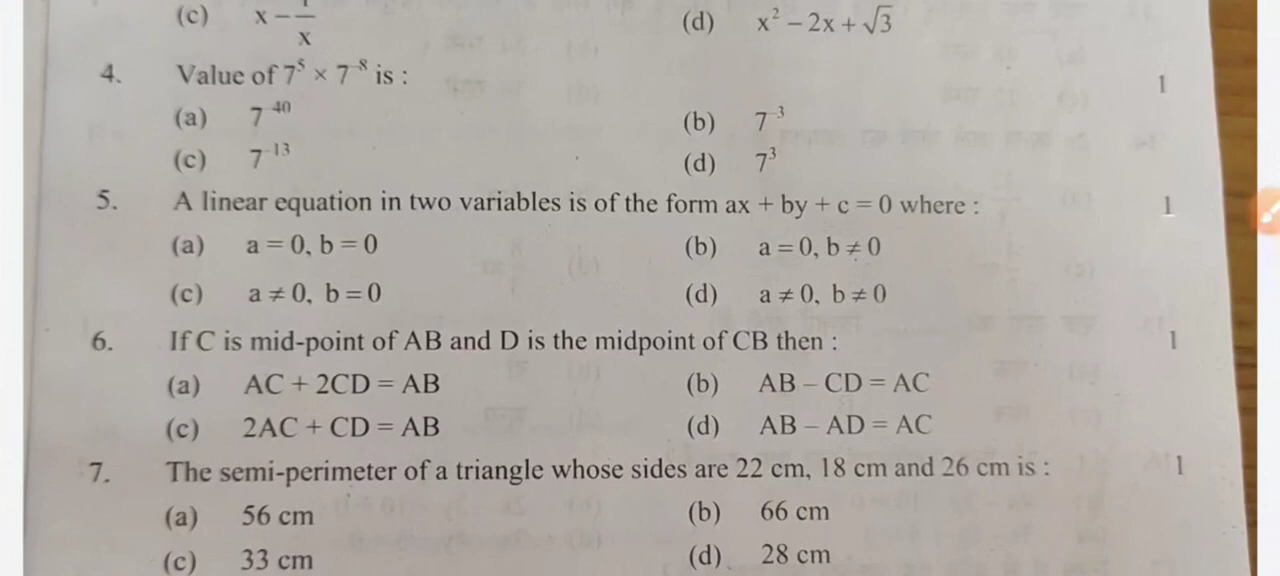 (c) x – 1/x (d) x² – 2x + √3
4. Value of 7⁵ × 7⁻⁸ is : 1
(a) 7⁻⁴⁰ (b) 7⁻³
(c) 7⁻¹³ (d) 7³
5. A linear equation in two variables is of the form ax + by + c = 0 where : 1
(a) a = 0, b = 0 (b) a = 0, b ≠ 0
(c) a ≠ 0, b = 0 (d) a ≠ 0, b ≠ 0
6. If C is mid-point of AB and D is the midpoint of CB then : 1
(a) AC + 2CD = AB (b) AB – CD = AC
(c) 2AC + CD = AB (d) AB – AD = AC
7. The semi-perimeter of a triangle whose sides are 22 cm, 18 cm and 26 cm is : 1
(a) 56 cm (b) 66 cm
(c) 33 cm (d) 28 cm